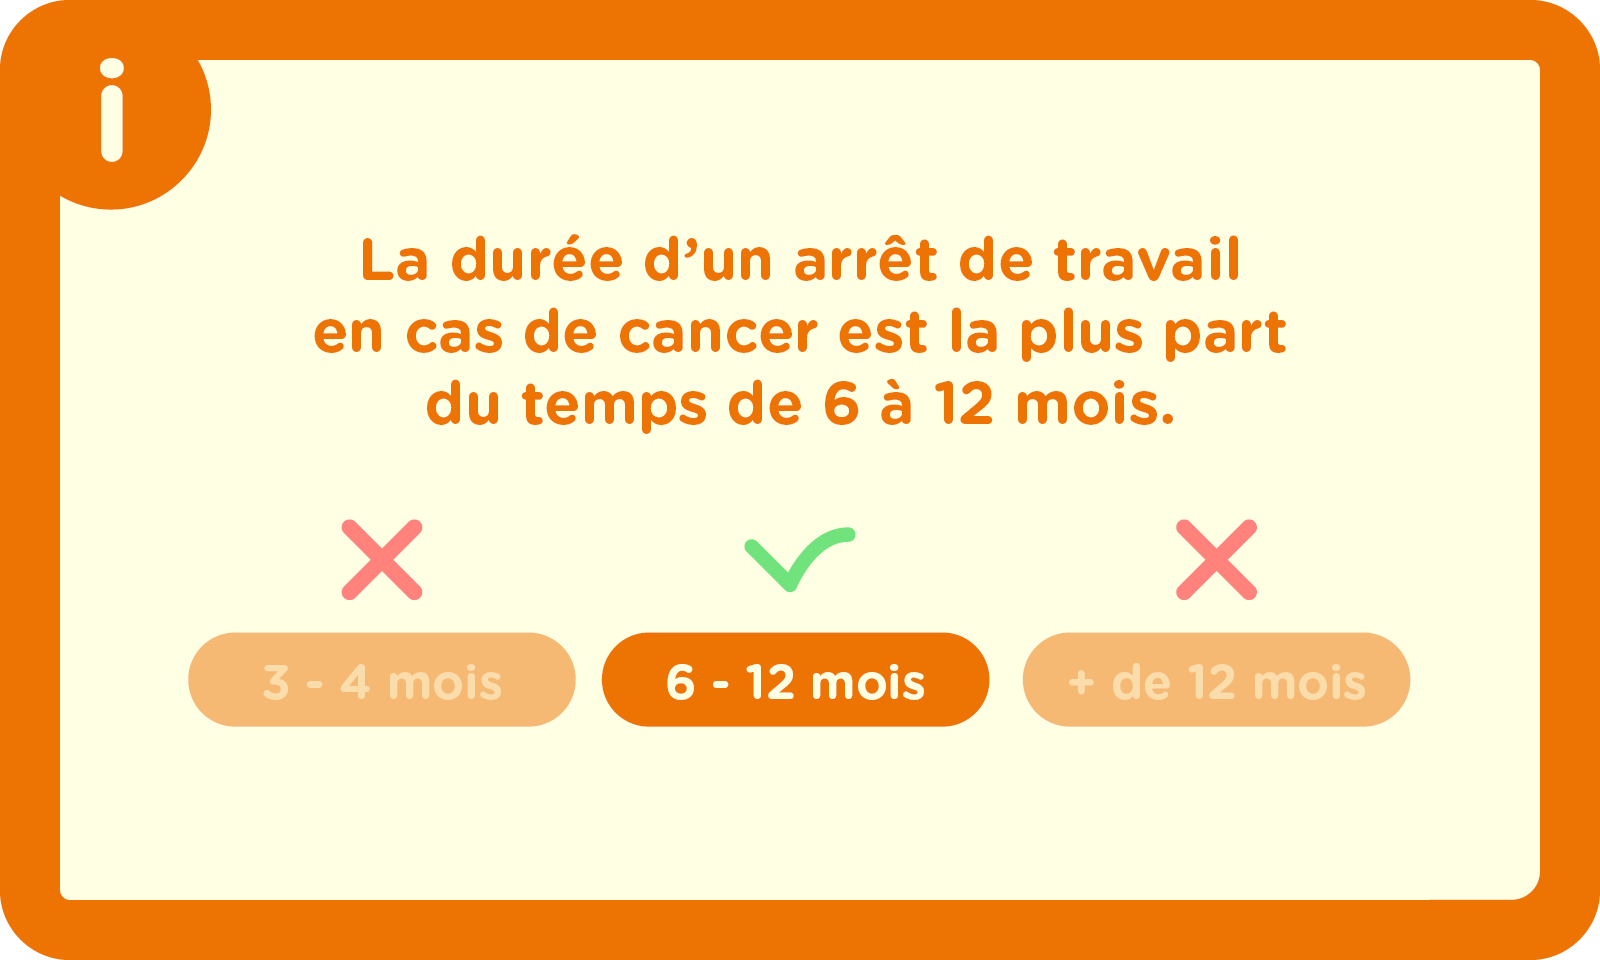 i
La durée d’un arrêt de travail
en cas de cancer est la plus part
du temps de 6 à 12 mois.
3 - 4 mois
6 - 12 mois
+ de 12 mois